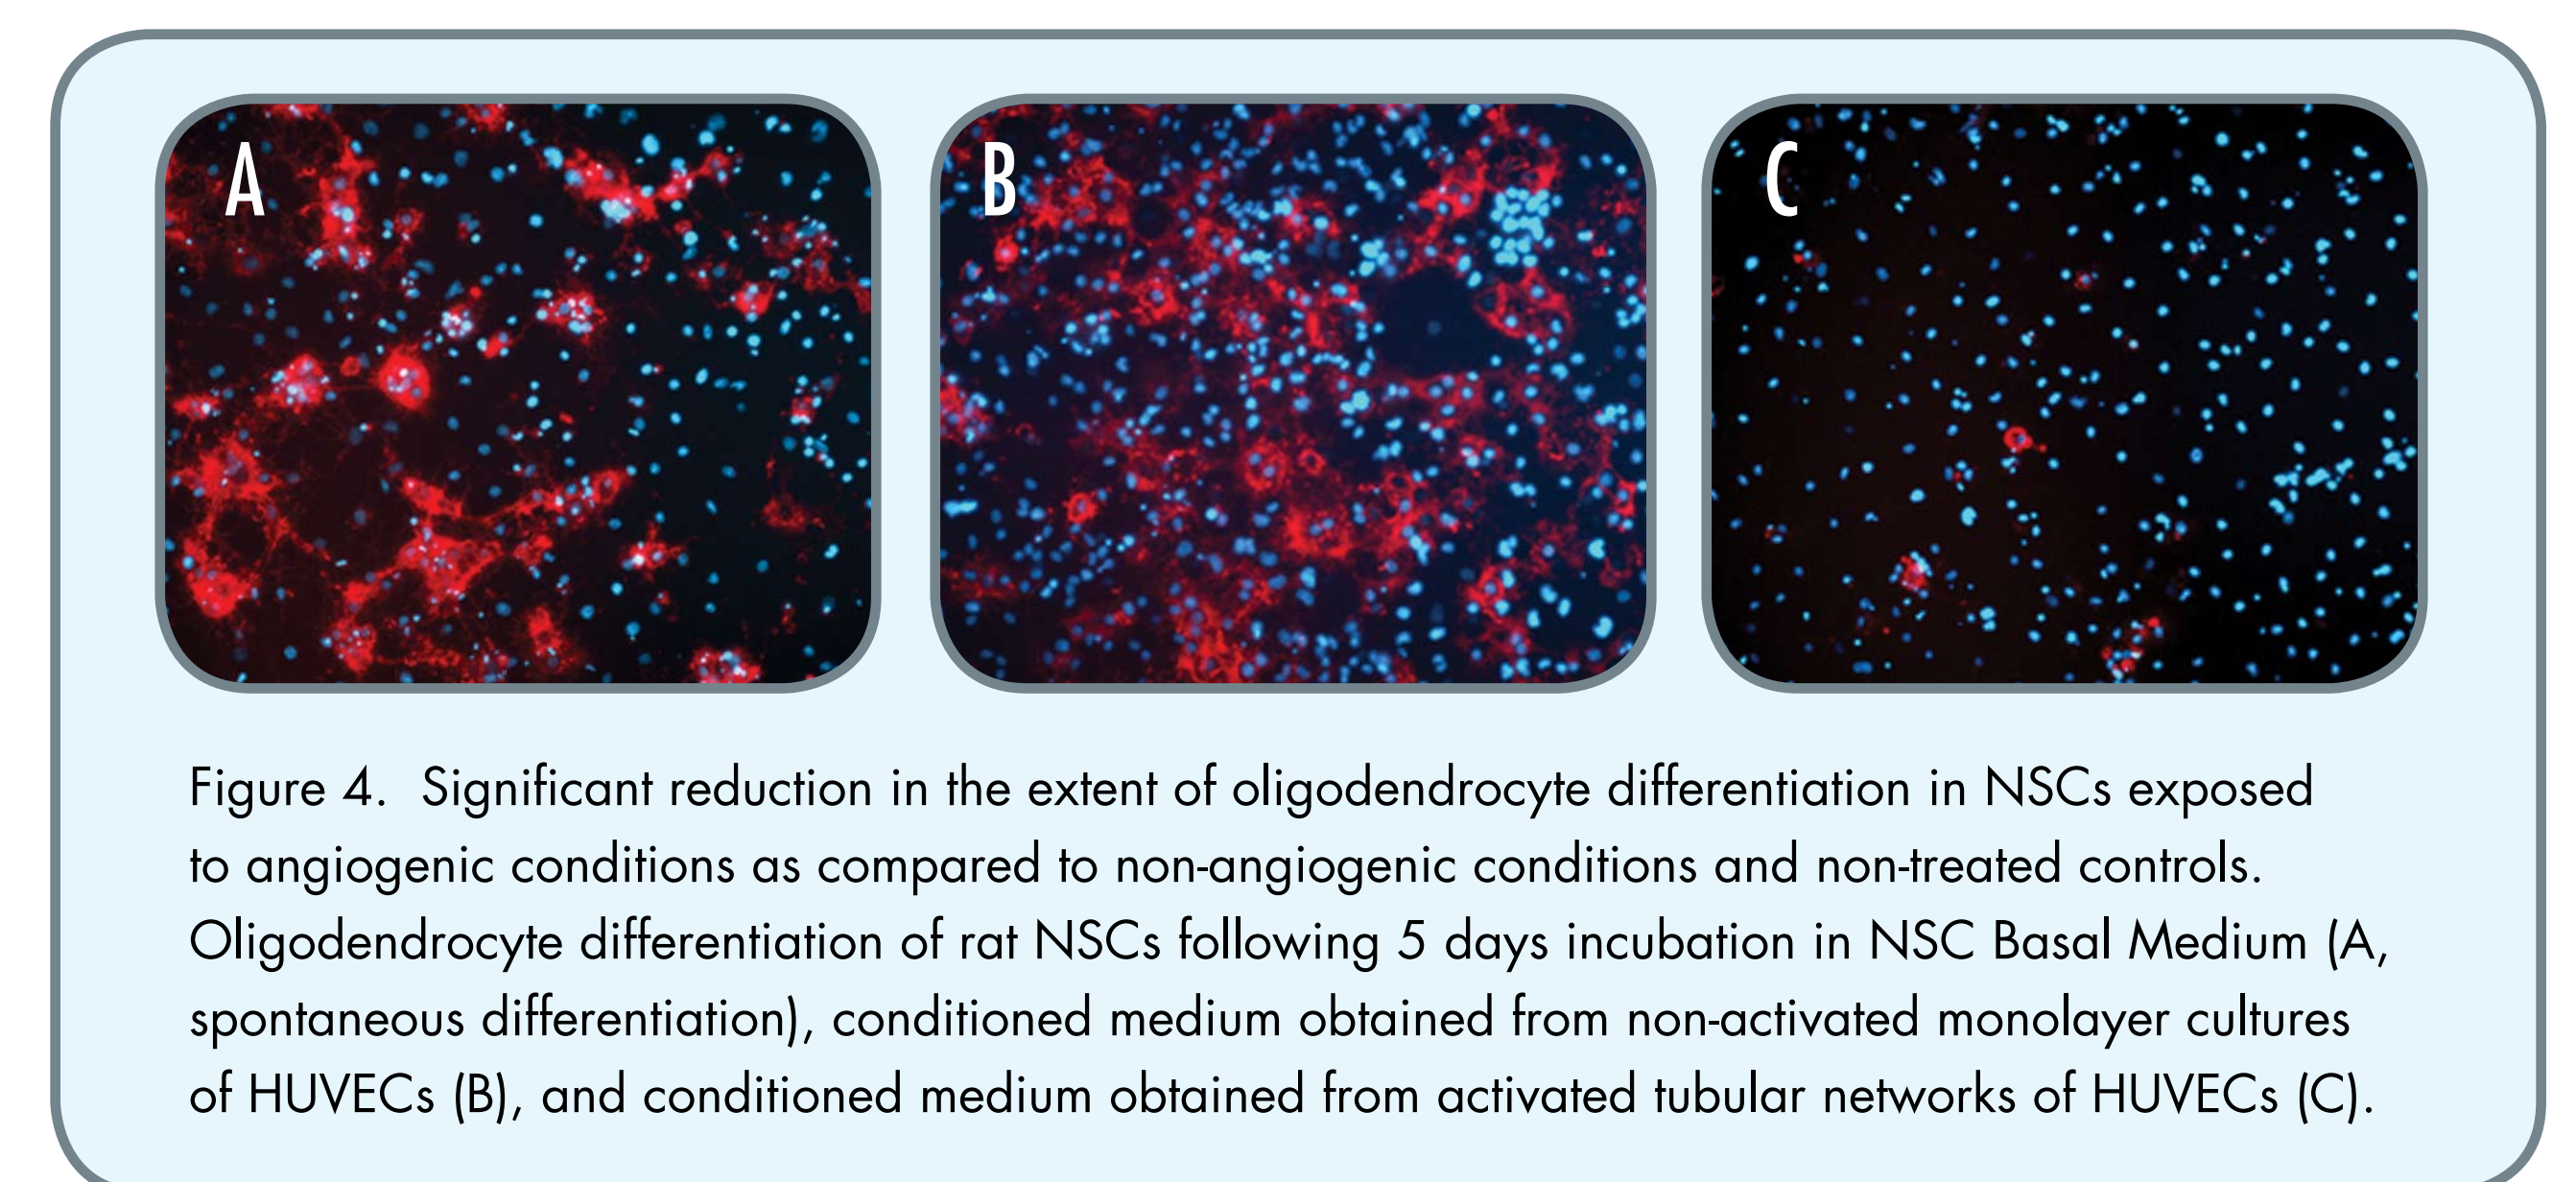 A
B
C
Figure 4. Significant reduction in the extent of oligodendrocyte differentiation in NSCs exposed
to angiogenic conditions as compared to non-angiogenic conditions and non-treated controls.
Oligodendrocyte differentiation of rat NSCs following 5 days incubation in NSC Basal Medium (A,
spontaneous differentiation), conditioned medium obtained from non-activated monolayer cultures
of HUVECs (B), and conditioned medium obtained from activated tubular networks of HUVECs (C).